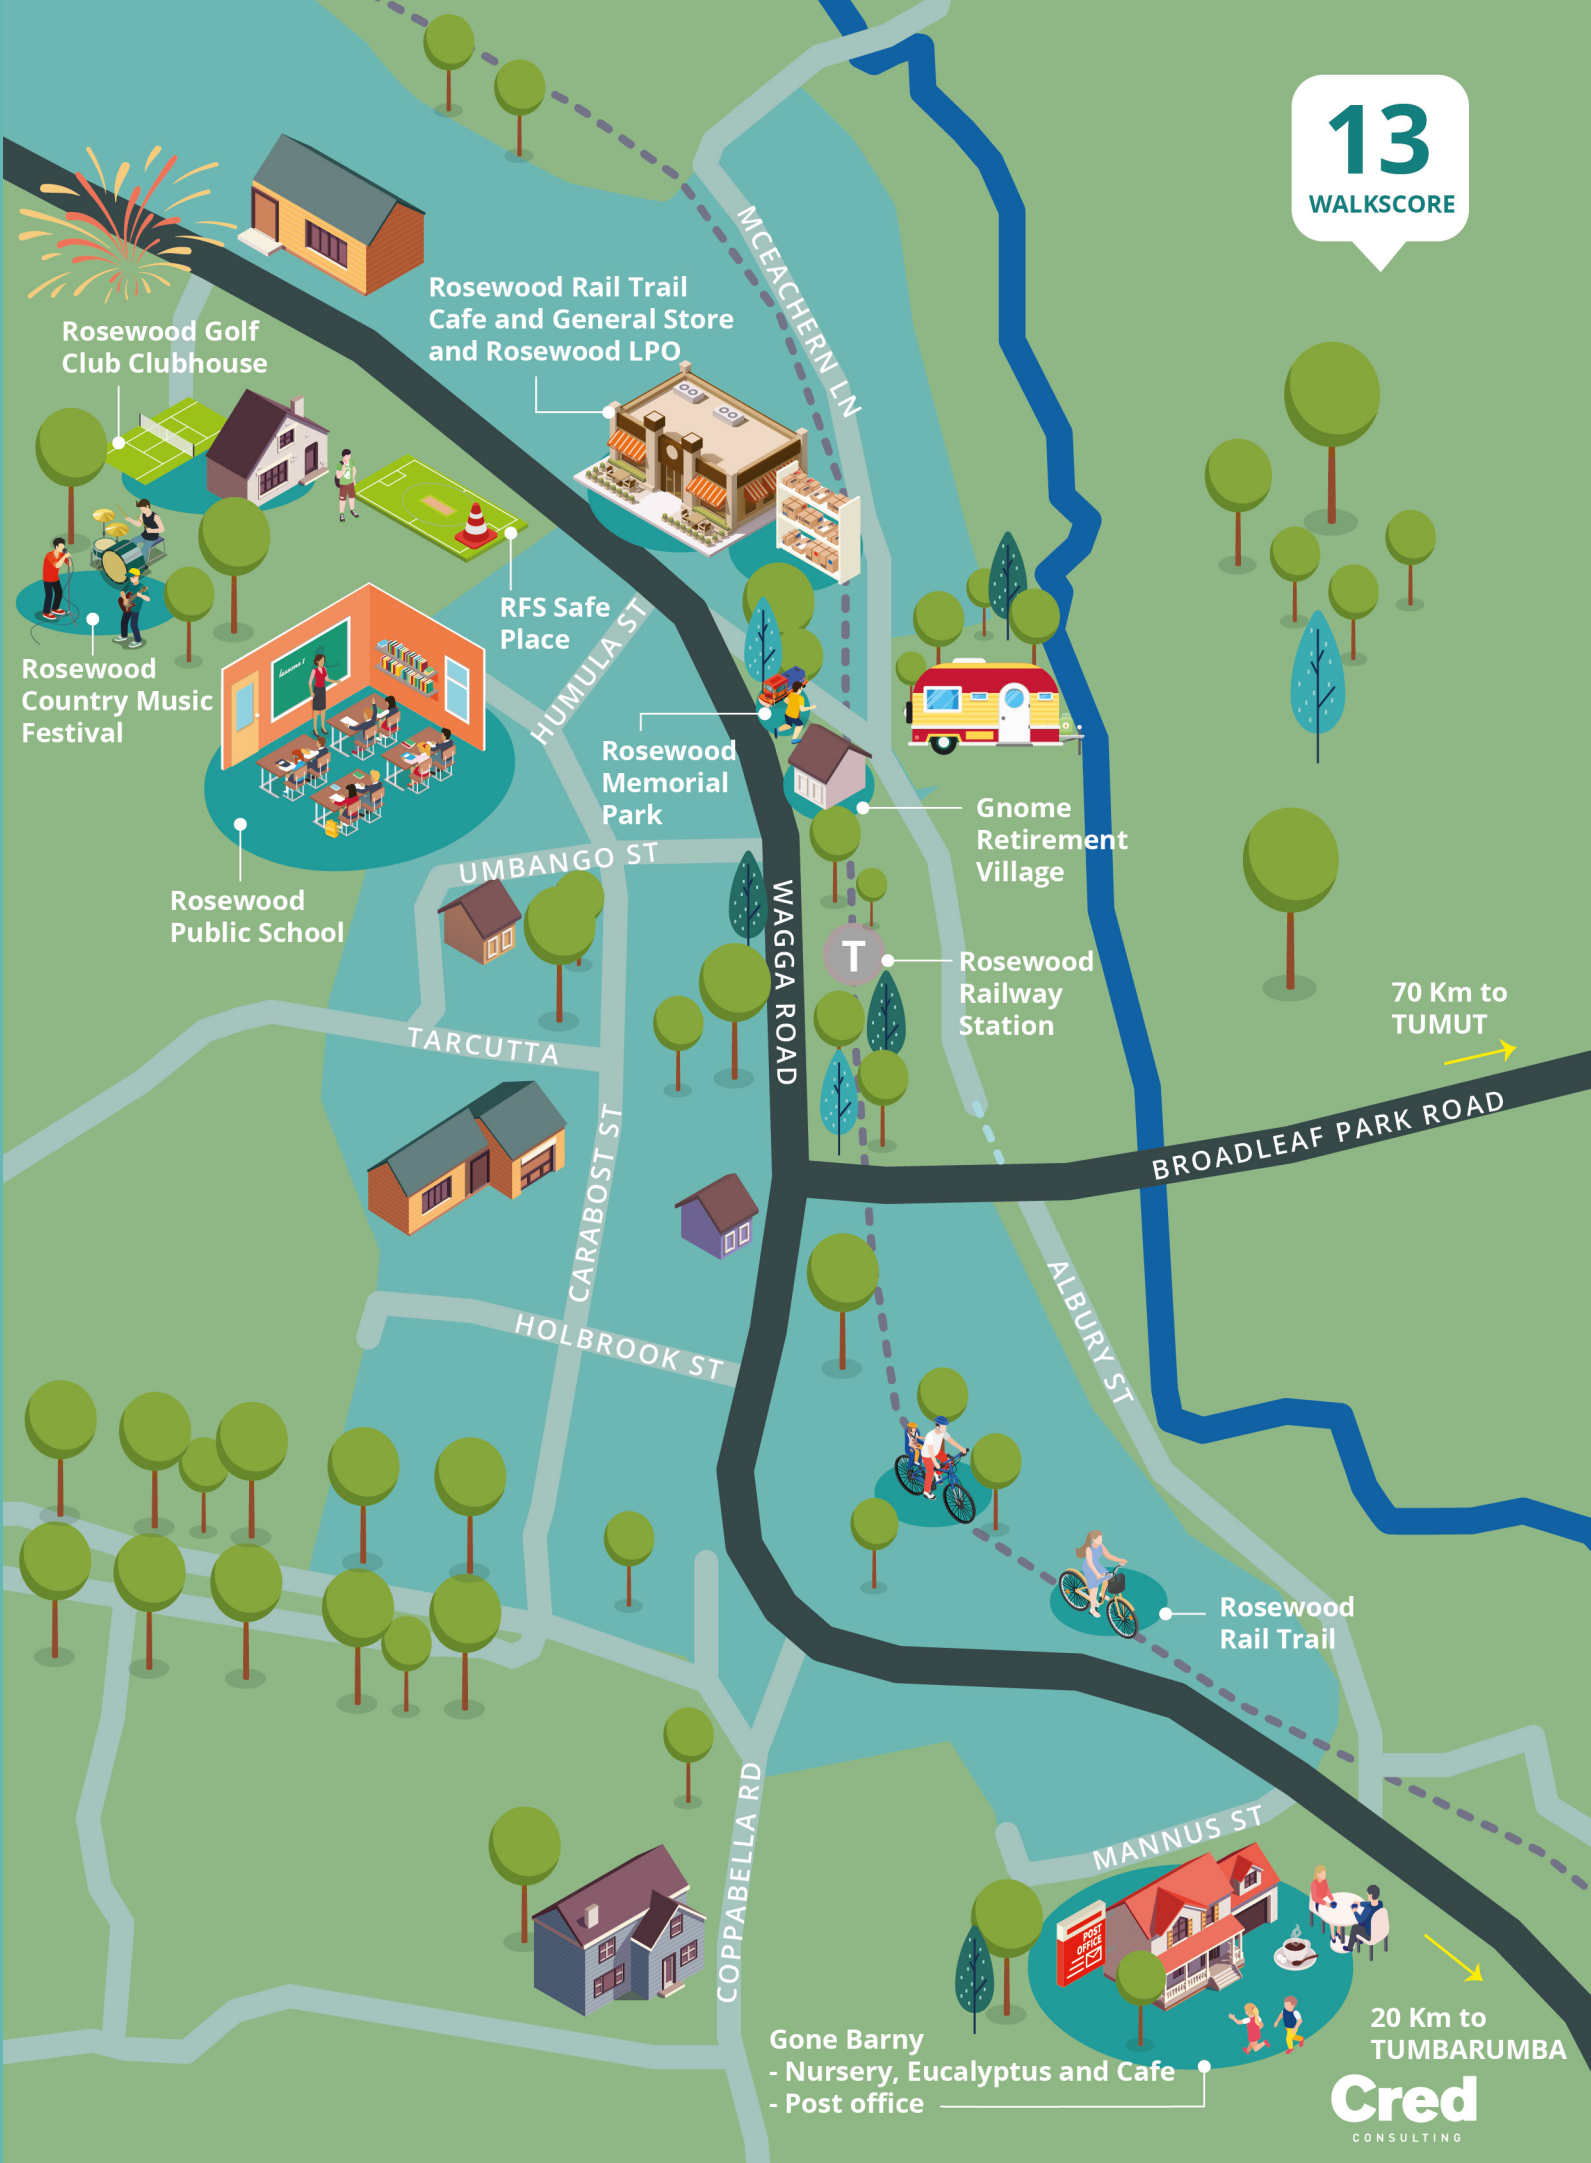 13
WALKSCORE
Rosewood Rail Trail
Cafe and General Store
and Rosewood LPO
MCEACHERN LN
Rosewood Golf
Club Clubhouse
RFS Safe
Place
HUMULA ST
lessons 1
Rosewood
Country Music
Festival
Rosewood
Memorial
Park
Gnome
Retirement
Village
UMBANGO ST
Rosewood
Public School
WAGGA ROAD
T
Rosewood
Railway
Station
70 Km to
TUMUT
TARCUTTA
BROADLEAF PARK ROAD
CARABOST ST
HOLBROOK ST
ALBURY ST
Rosewood
Rail Trail
COPPABELLA RD
MANNUS ST
POST
OFFICE
20 Km to
TUMBARUMBA
Gone Barny
- Nursery, Eucalyptus and Cafe
- Post office
Cred
CONSULTING